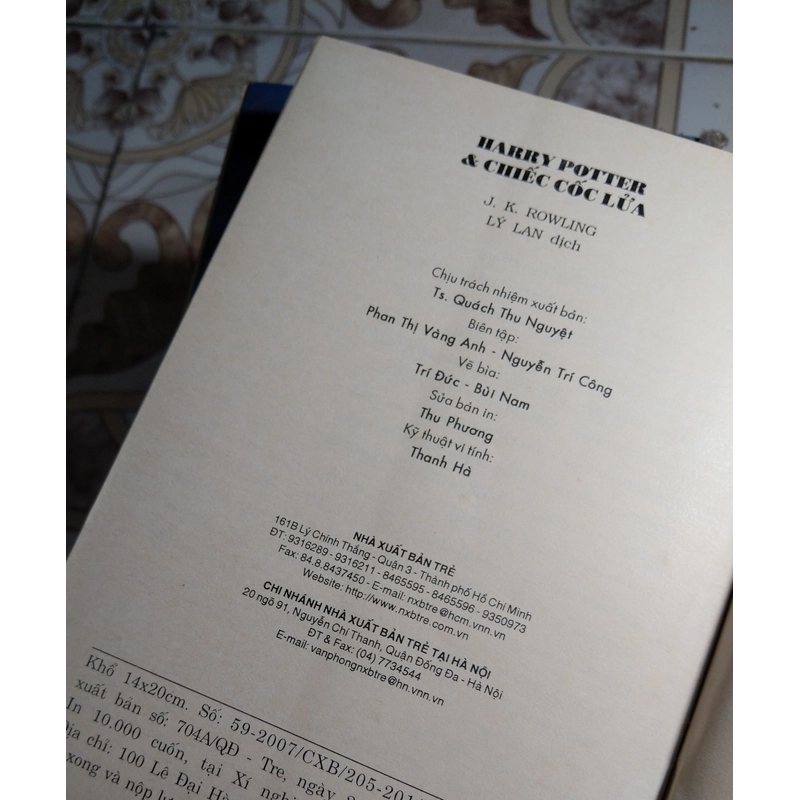 HARRY POTTER
& CHIẾC CỐC LỬA
J. K. ROWLING
LÝ LAN dịch
Chịu trách nhiệm xuất bản:
Ts. Quách Thu Nguyệt
Biên tập:
Phan Thị Vàng Anh - Nguyễn Trí Công
Vẽ bìa:
Trí Đức - Bùi Nam
Sửa bản in:
Thu Phương
Kỹ thuật vi tính:
Thanh Hà
NHÀ XUẤT BẢN TRẺ
161B Lý Chính Thắng - Quận 3 - Thành phố Hồ Chí Minh
ĐT: 9316289 - 9316211 - 8465595 - 8465596 - 9350973
Fax: 84.8.8437450 - E-mail: nxbtre@hcm.vnn.vn
Website: http://www.nxbtre.com.vn
CHI NHÁNH NHÀ XUẤT BẢN TRẺ TẠI HÀ NỘI
20 ngõ 91, Nguyễn Chí Thanh, Quận Đống Đa - Hà Nội
ĐT & Fax: (04) 7734544
E-mail: vanphongnxbtre@hn.vnn.vn
Khổ 14x20cm. Số: 59-2007/CXB/205-201
xuất bản số: 704A/QĐ - Tre, ngày
In 10.000 cuốn, tại Xí
Địa chỉ: 100 Lê Đại
xong và nộp